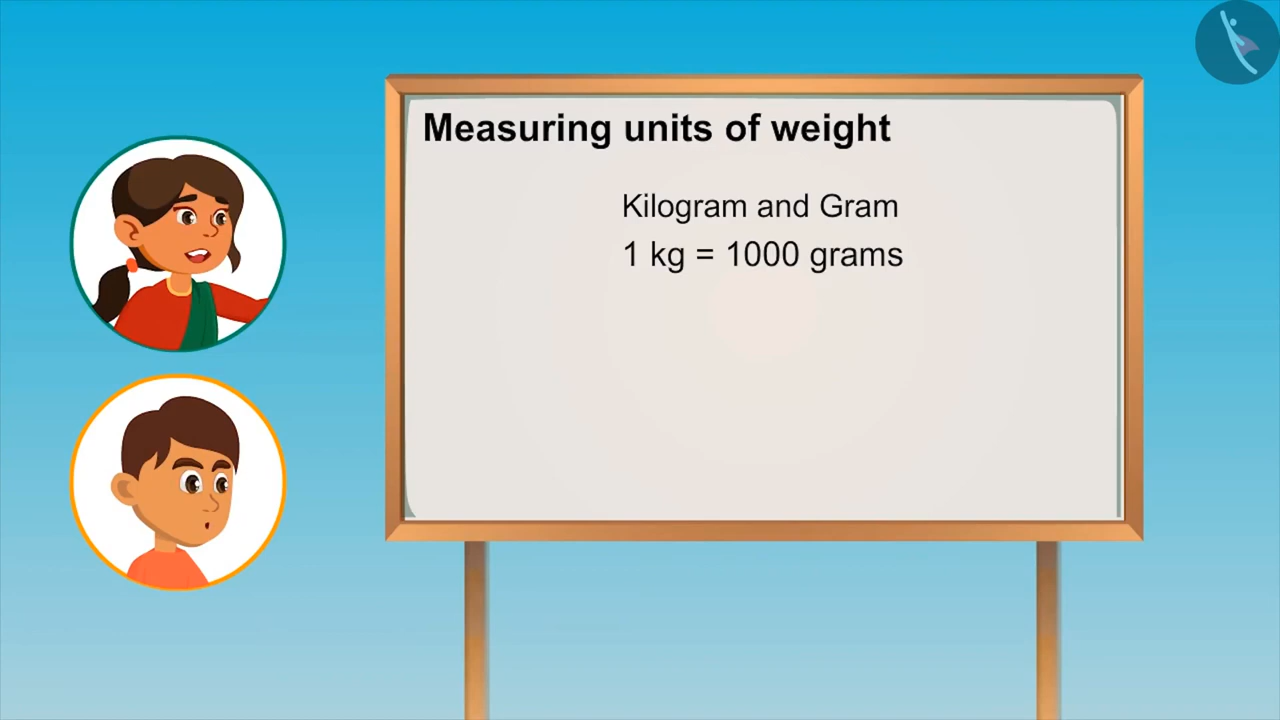 Measuring units of weight
Kilogram and Gram
1 kg = 1000 grams